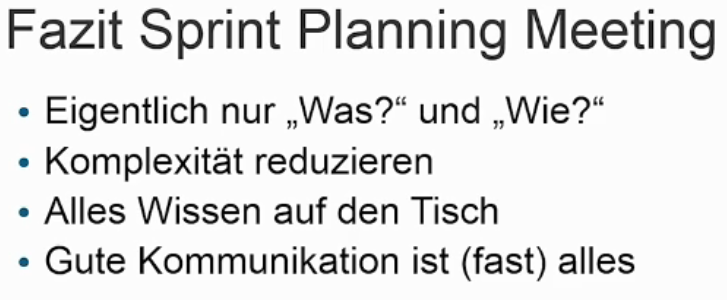 Fazit Sprint Planning Meeting
• Eigentlich nur „Was?“ und „Wie?“
• Komplexität reduzieren
• Alles Wissen auf den Tisch
• Gute Kommunikation ist (fast) alles